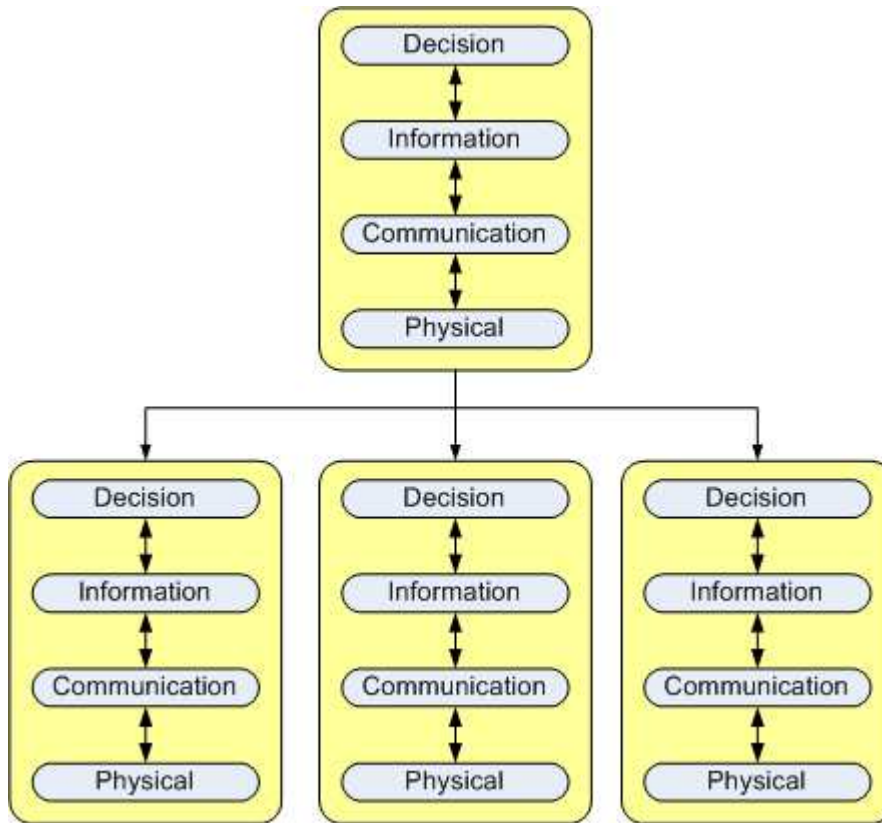 Decision
Information
Communication
Physical
Decision
Information
Communication
Physical
Decision
Information
Communication
Physical
Decision
Information
Communication
Physical